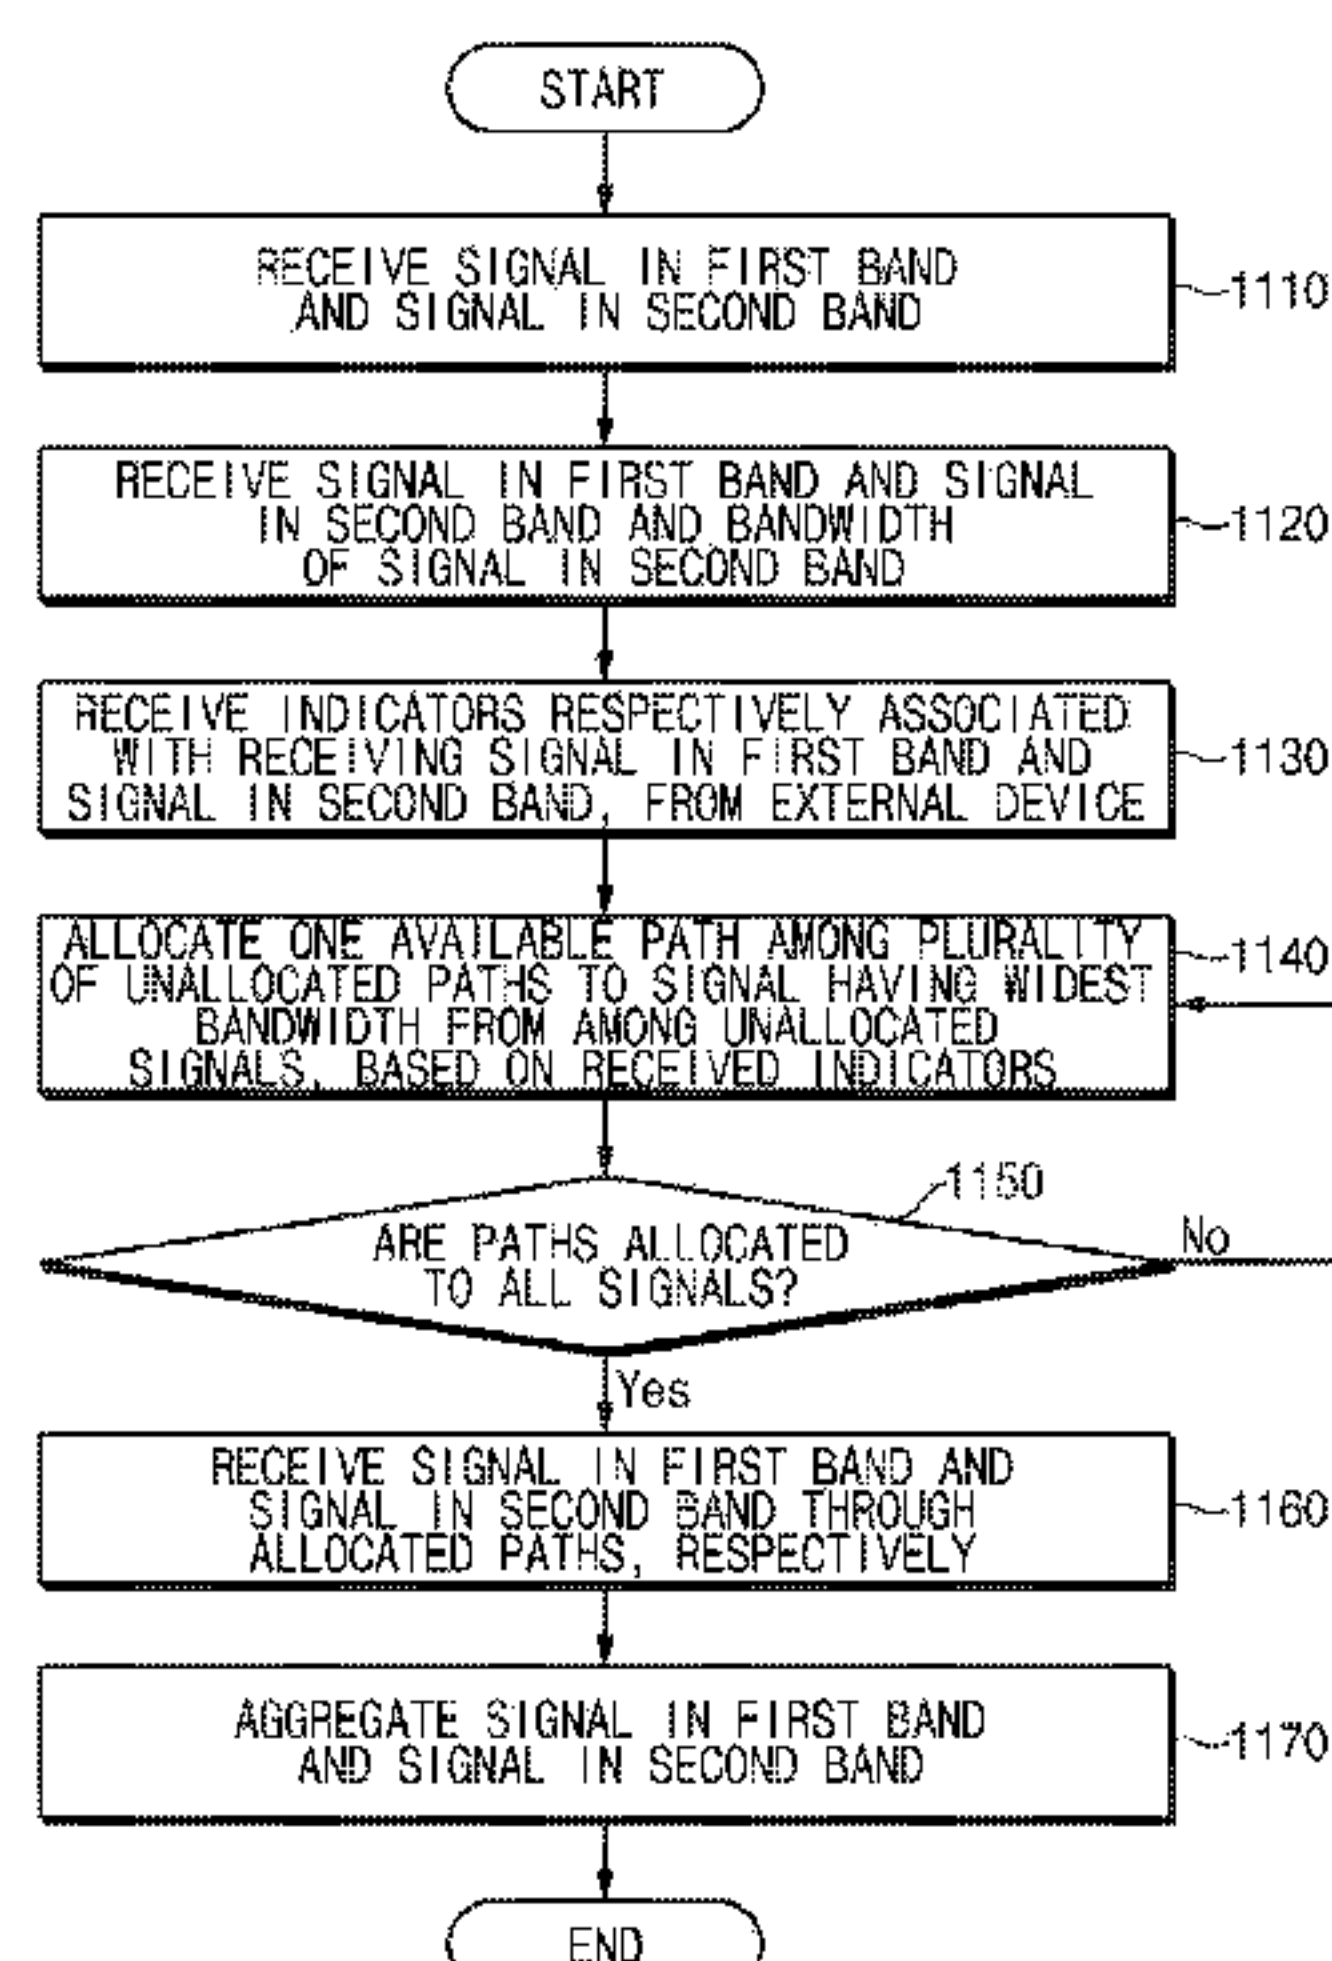 START
RECEIVE SIGNAL IN FIRST BAND
AND SIGNAL IN SECOND BAND
1110
RECEIVE SIGNAL IN FIRST BAND AND SIGNAL
IN SECOND BAND AND BANDWIDTH
OF SIGNAL IN SECOND BAND
1120
RECEIVE INDICATORS RESPECTIVELY ASSOCIATED
WITH RECEIVING SIGNAL IN FIRST BAND AND
SIGNAL IN SECOND BAND, FROM EXTERNAL DEVICE
1130
ALLOCATE ONE AVAILABLE PATH AMONG PLURALITY
OF UNALLOCATED PATHS TO SIGNAL HAVING WIDEST
BANDWIDTH FROM AMONG UNALLOCATED
SIGNALS, BASED ON RECEIVED INDICATORS
1140
1150
ARE PATHS ALLOCATED
TO ALL SIGNALS?
No
Yes
RECEIVE SIGNAL IN FIRST BAND AND
SIGNAL IN SECOND BAND THROUGH
ALLOCATED PATHS, RESPECTIVELY
1160
AGGREGATE SIGNAL IN FIRST BAND
AND SIGNAL IN SECOND BAND
1170
END